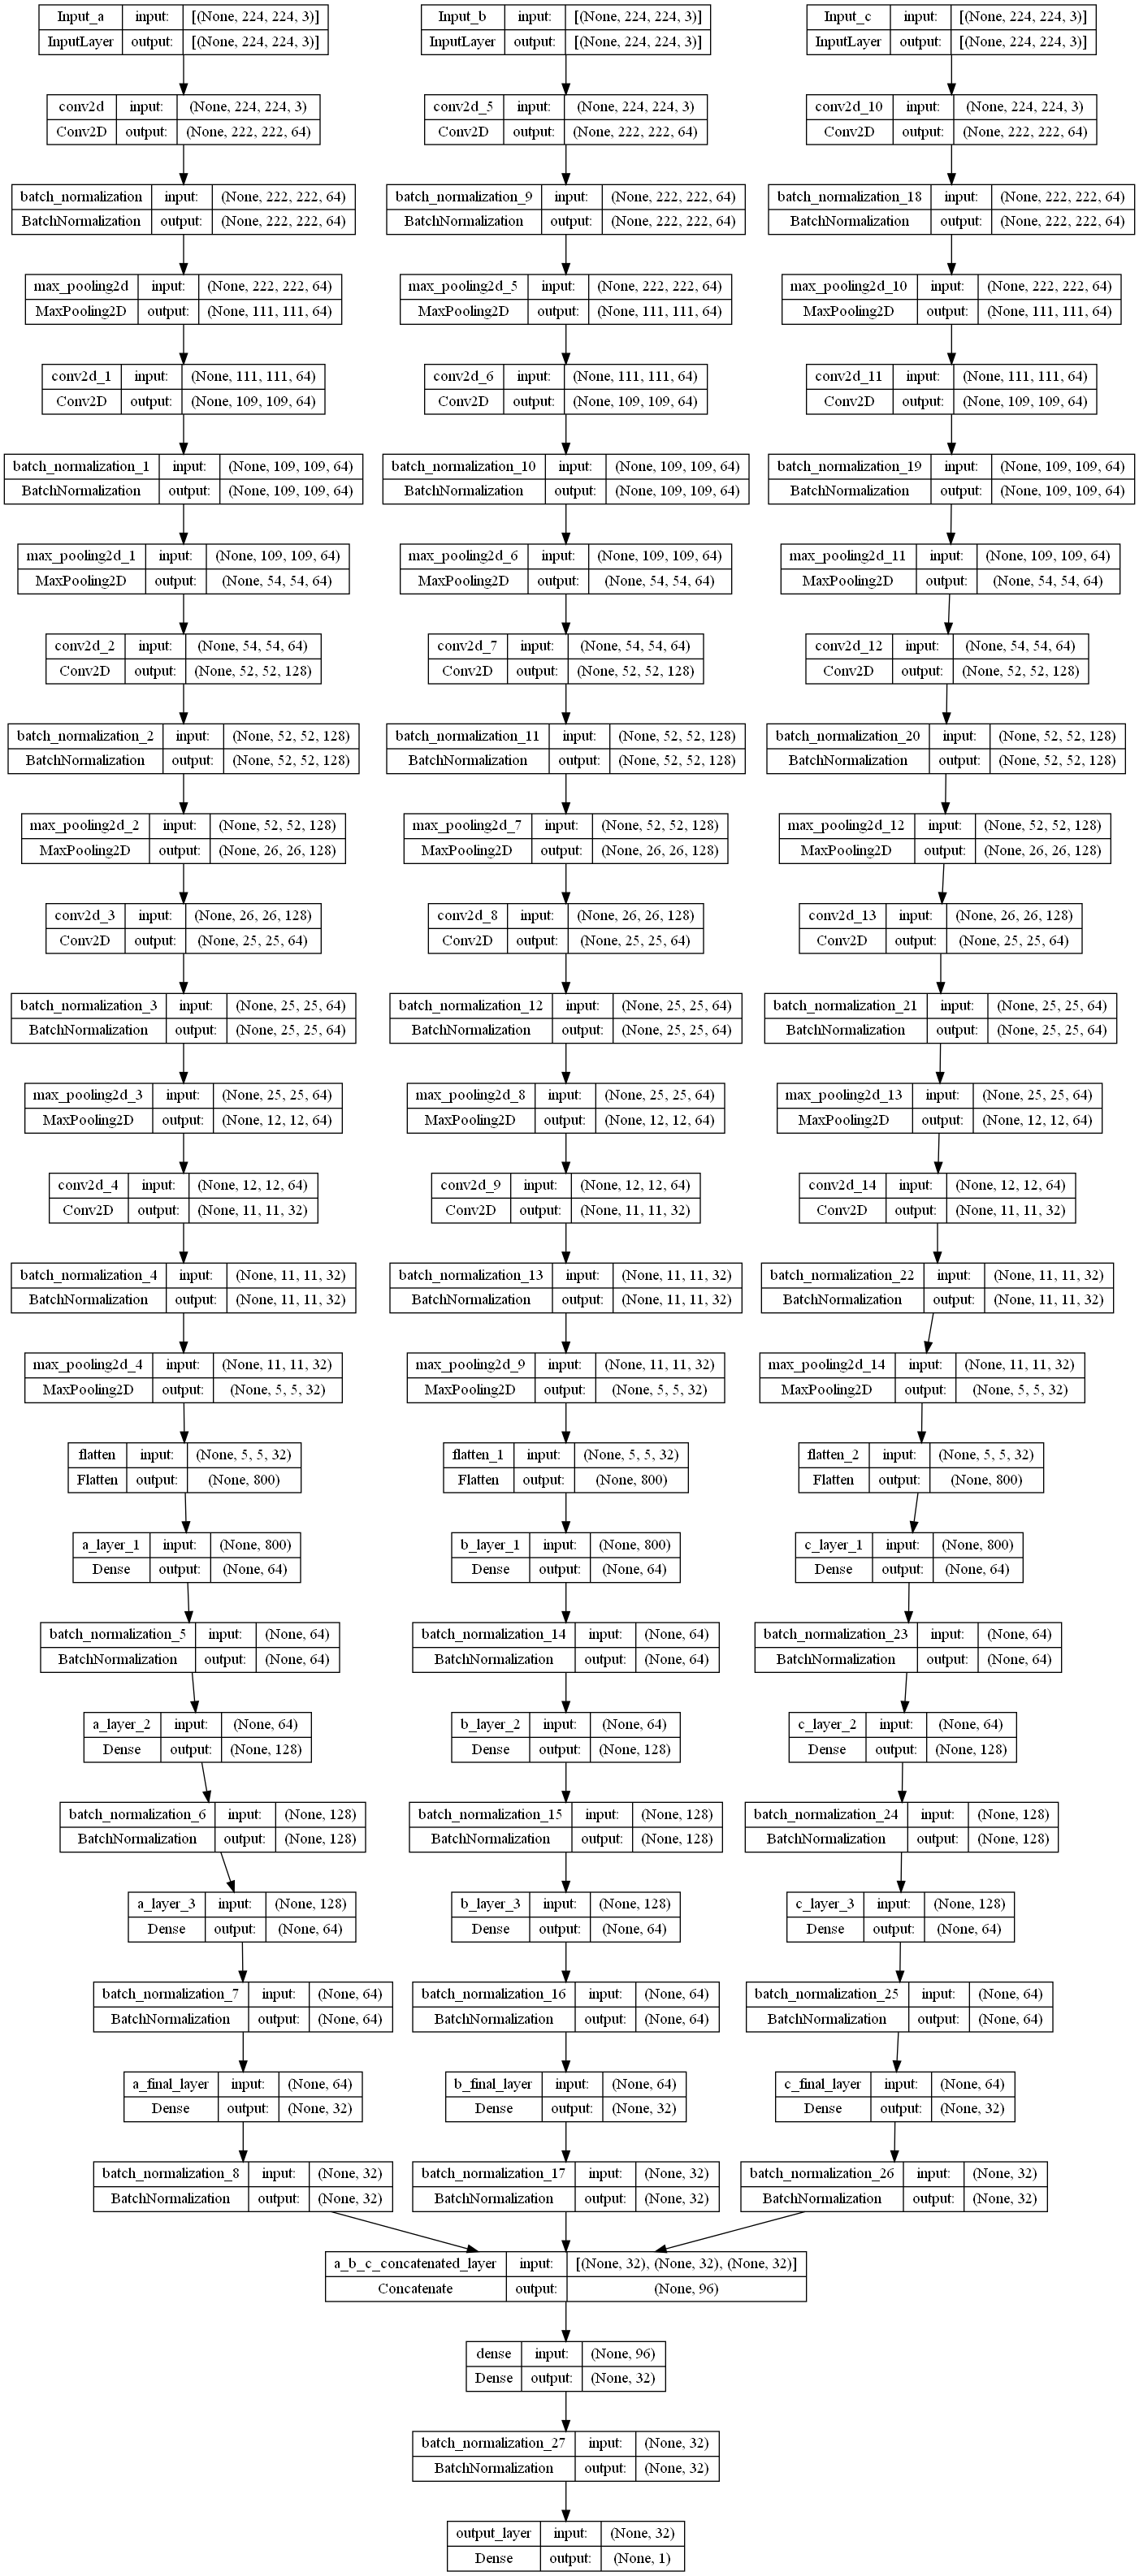 Input_a input: [(None, 224, 224, 3)]
InputLayer output: [(None, 224, 224, 3)]
Input_b input: [(None, 224, 224, 3)]
InputLayer output: [(None, 224, 224, 3)]
Input_c input: [(None, 224, 224, 3)]
InputLayer output: [(None, 224, 224, 3)]
conv2d input: (None, 224, 224, 3)
Conv2D output: (None, 222, 222, 64)
conv2d_5 input: (None, 224, 224, 3)
Conv2D output: (None, 222, 222, 64)
conv2d_10 input: (None, 224, 224, 3)
Conv2D output: (None, 222, 222, 64)
batch_normalization input: (None, 222, 222, 64)
BatchNormalization output: (None, 222, 222, 64)
batch_normalization_9 input: (None, 222, 222, 64)
BatchNormalization output: (None, 222, 222, 64)
batch_normalization_18 input: (None, 222, 222, 64)
BatchNormalization output: (None, 222, 222, 64)
max_pooling2d input: (None, 222, 222, 64)
MaxPooling2D output: (None, 111, 111, 64)
max_pooling2d_5 input: (None, 222, 222, 64)
MaxPooling2D output: (None, 111, 111, 64)
max_pooling2d_10 input: (None, 222, 222, 64)
MaxPooling2D output: (None, 111, 111, 64)
conv2d_1 input: (None, 111, 111, 64)
Conv2D output: (None, 109, 109, 64)
conv2d_6 input: (None, 111, 111, 64)
Conv2D output: (None, 109, 109, 64)
conv2d_11 input: (None, 111, 111, 64)
Conv2D output: (None, 109, 109, 64)
batch_normalization_1 input: (None, 109, 109, 64)
BatchNormalization output: (None, 109, 109, 64)
batch_normalization_10 input: (None, 109, 109, 64)
BatchNormalization output: (None, 109, 109, 64)
batch_normalization_19 input: (None, 109, 109, 64)
BatchNormalization output: (None, 109, 109, 64)
max_pooling2d_1 input: (None, 109, 109, 64)
MaxPooling2D output: (None, 54, 54, 64)
max_pooling2d_6 input: (None, 109, 109, 64)
MaxPooling2D output: (None, 54, 54, 64)
max_pooling2d_11 input: (None, 109, 109, 64)
MaxPooling2D output: (None, 54, 54, 64)
conv2d_2 input: (None, 54, 54, 64)
Conv2D output: (None, 52, 52, 128)
conv2d_7 input: (None, 54, 54, 64)
Conv2D output: (None, 52, 52, 128)
conv2d_12 input: (None, 54, 54, 64)
Conv2D output: (None, 52, 52, 128)
batch_normalization_2 input: (None, 52, 52, 128)
BatchNormalization output: (None, 52, 52, 128)
batch_normalization_11 input: (None, 52, 52, 128)
BatchNormalization output: (None, 52, 52, 128)
batch_normalization_20 input: (None, 52, 52, 128)
BatchNormalization output: (None, 52, 52, 128)
max_pooling2d_2 input: (None, 52, 52, 128)
MaxPooling2D output: (None, 26, 26, 128)
max_pooling2d_7 input: (None, 52, 52, 128)
MaxPooling2D output: (None, 26, 26, 128)
max_pooling2d_12 input: (None, 52, 52, 128)
MaxPooling2D output: (None, 26, 26, 128)
conv2d_3 input: (None, 26, 26, 128)
Conv2D output: (None, 25, 25, 64)
conv2d_8 input: (None, 26, 26, 128)
Conv2D output: (None, 25, 25, 64)
conv2d_13 input: (None, 26, 26, 128)
Conv2D output: (None, 25, 25, 64)
batch_normalization_3 input: (None, 25, 25, 64)
BatchNormalization output: (None, 25, 25, 64)
batch_normalization_12 input: (None, 25, 25, 64)
BatchNormalization output: (None, 25, 25, 64)
batch_normalization_21 input: (None, 25, 25, 64)
BatchNormalization output: (None, 25, 25, 64)
max_pooling2d_3 input: (None, 25, 25, 64)
MaxPooling2D output: (None, 12, 12, 64)
max_pooling2d_8 input: (None, 25, 25, 64)
MaxPooling2D output: (None, 12, 12, 64)
max_pooling2d_13 input: (None, 25, 25, 64)
MaxPooling2D output: (None, 12, 12, 64)
conv2d_4 input: (None, 12, 12, 64)
Conv2D output: (None, 11, 11, 32)
conv2d_9 input: (None, 12, 12, 64)
Conv2D output: (None, 11, 11, 32)
conv2d_14 input: (None, 12, 12, 64)
Conv2D output: (None, 11, 11, 32)
batch_normalization_4 input: (None, 11, 11, 32)
BatchNormalization output: (None, 11, 11, 32)
batch_normalization_13 input: (None, 11, 11, 32)
BatchNormalization output: (None, 11, 11, 32)
batch_normalization_22 input: (None, 11, 11, 32)
BatchNormalization output: (None, 11, 11, 32)
max_pooling2d_4 input: (None, 11, 11, 32)
MaxPooling2D output: (None, 5, 5, 32)
max_pooling2d_9 input: (None, 11, 11, 32)
MaxPooling2D output: (None, 5, 5, 32)
max_pooling2d_14 input: (None, 11, 11, 32)
MaxPooling2D output: (None, 5, 5, 32)
flatten input: (None, 5, 5, 32)
Flatten output: (None, 800)
flatten_1 input: (None, 5, 5, 32)
Flatten output: (None, 800)
flatten_2 input: (None, 5, 5, 32)
Flatten output: (None, 800)
a_layer_1 input: (None, 800)
Dense output: (None, 64)
b_layer_1 input: (None, 800)
Dense output: (None, 64)
c_layer_1 input: (None, 800)
Dense output: (None, 64)
batch_normalization_5 input: (None, 64)
BatchNormalization output: (None, 64)
batch_normalization_14 input: (None, 64)
BatchNormalization output: (None, 64)
batch_normalization_23 input: (None, 64)
BatchNormalization output: (None, 64)
a_layer_2 input: (None, 64)
Dense output: (None, 128)
b_layer_2 input: (None, 64)
Dense output: (None, 128)
c_layer_2 input: (None, 64)
Dense output: (None, 128)
batch_normalization_6 input: (None, 128)
BatchNormalization output: (None, 128)
batch_normalization_15 input: (None, 128)
BatchNormalization output: (None, 128)
batch_normalization_24 input: (None, 128)
BatchNormalization output: (None, 128)
a_layer_3 input: (None, 128)
Dense output: (None, 64)
b_layer_3 input: (None, 128)
Dense output: (None, 64)
c_layer_3 input: (None, 128)
Dense output: (None, 64)
batch_normalization_7 input: (None, 64)
BatchNormalization output: (None, 64)
batch_normalization_16 input: (None, 64)
BatchNormalization output: (None, 64)
batch_normalization_25 input: (None, 64)
BatchNormalization output: (None, 64)
a_final_layer input: (None, 64)
Dense output: (None, 32)
b_final_layer input: (None, 64)
Dense output: (None, 32)
c_final_layer input: (None, 64)
Dense output: (None, 32)
batch_normalization_8 input: (None, 32)
BatchNormalization output: (None, 32)
batch_normalization_17 input: (None, 32)
BatchNormalization output: (None, 32)
batch_normalization_26 input: (None, 32)
BatchNormalization output: (None, 32)
a_b_c_concatenated_layer input: [(None, 32), (None, 32), (None, 32)]
Concatenate output: (None, 96)
dense input: (None, 96)
Dense output: (None, 32)
batch_normalization_27 input: (None, 32)
BatchNormalization output: (None, 32)
output_layer input: (None, 32)
Dense output: (None, 1)